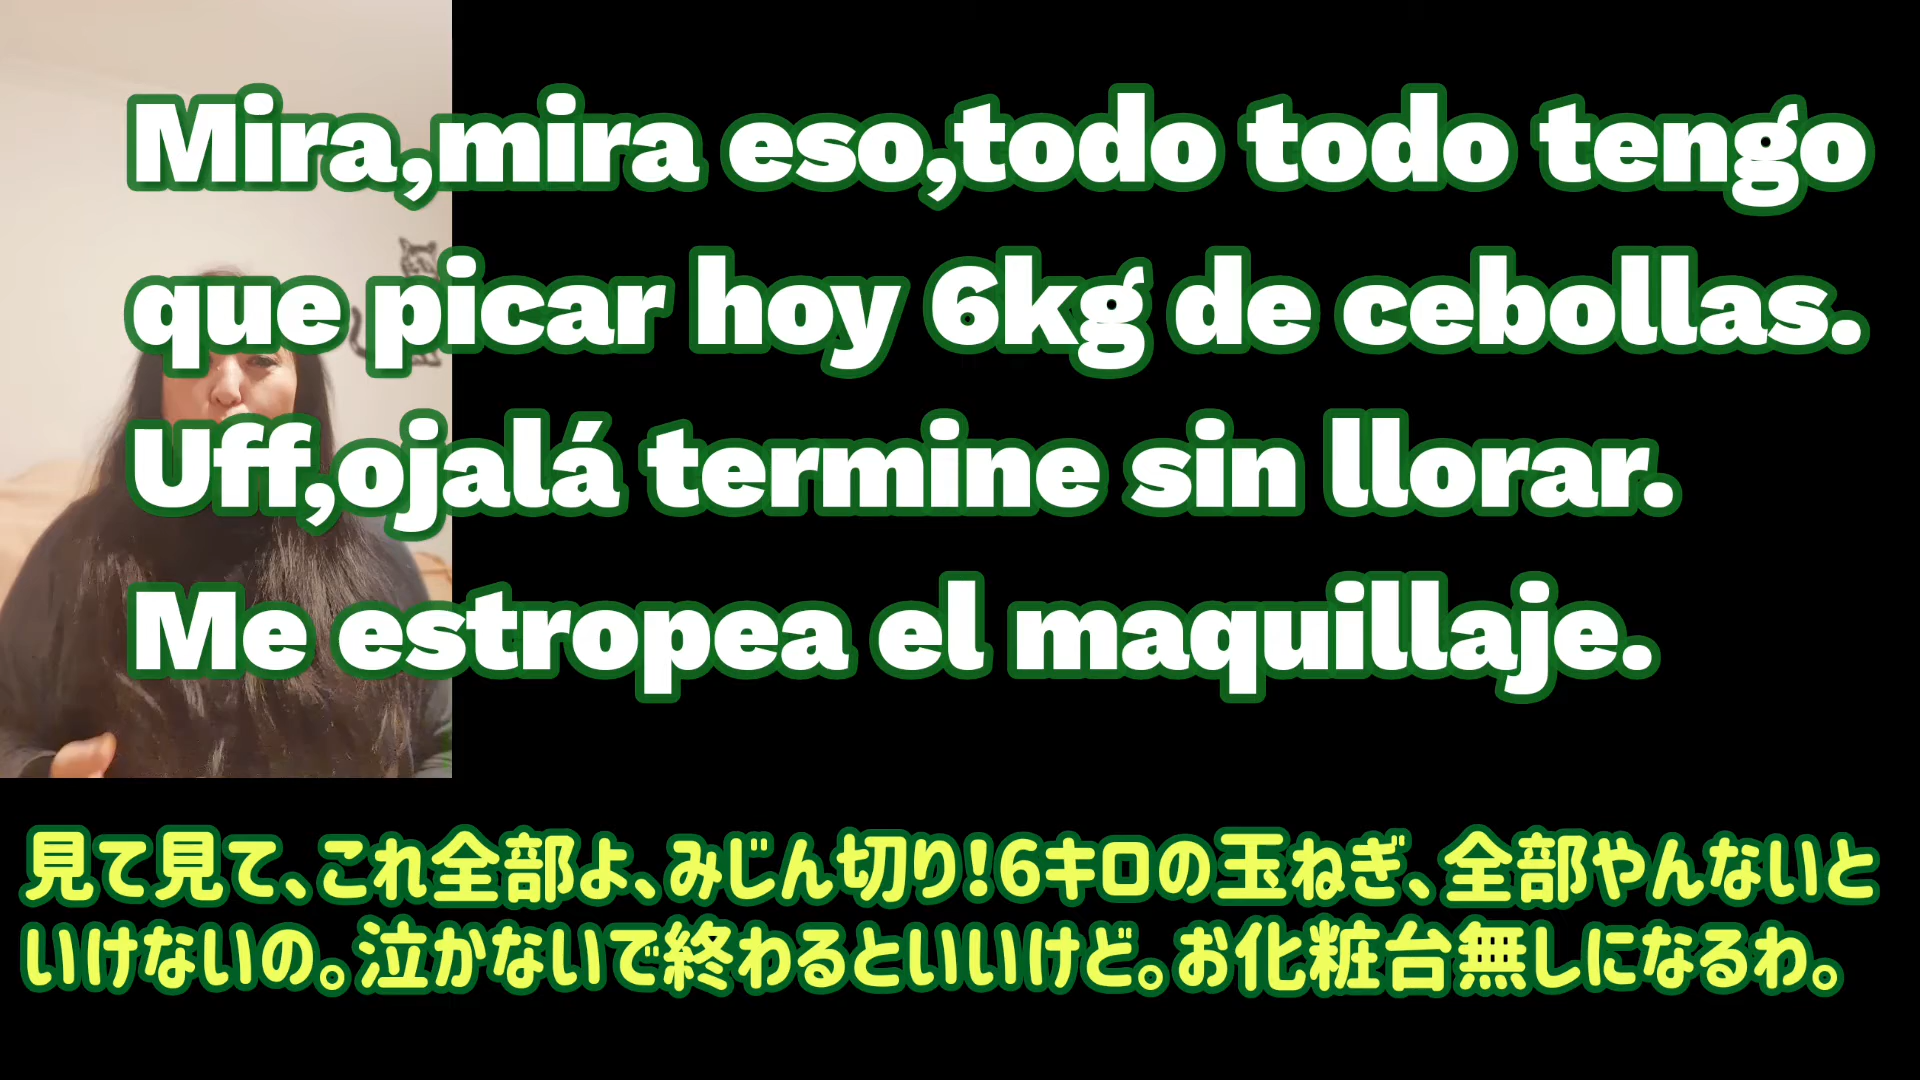 Mira,mira eso,todo todo tengo
que picar hoy 6kg de cebollas.
Uff,ojalá termine sin llorar.
Me estropea el maquillaje.
見て見て、これ全部よ、みじん切り！6キロの玉ねぎ、全部やんないと
いけないの。泣かないで終わるといいけど。お化粧台無しになるわ。